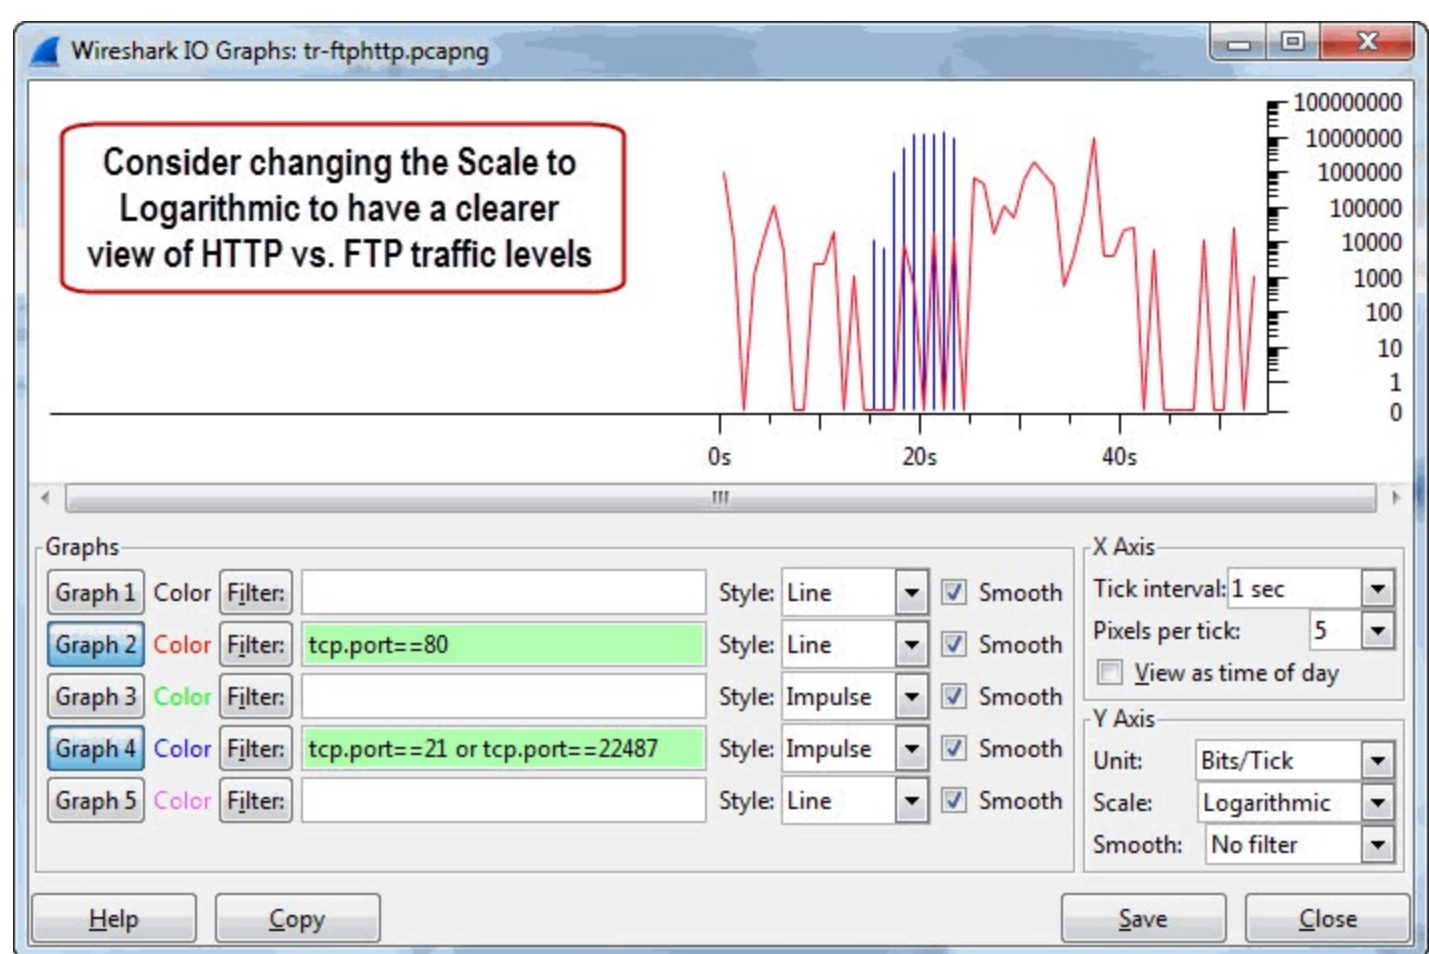 Wireshark IO Graphs: tr-ftphttp.pcapng
Consider changing the Scale to
Logarithmic to have a clearer
view of HTTP vs. FTP traffic levels
100000000
10000000
1000000
100000
10000
1000
100
10
1
0
0s 20s 40s
Graphs
Graph 1 Color Filter: Style: Line Smooth
Graph 2 Color Filter: tcp.port==80 Style: Line Smooth
Graph 3 Color Filter: Style: Impulse Smooth
Graph 4 Color Filter: tcp.port==21 or tcp.port==22487 Style: Impulse Smooth
Graph 5 Color Filter: Style: Line Smooth
X Axis
Tick interval: 1 sec
Pixels per tick: 5
View as time of day
Y Axis
Unit: Bits/Tick
Scale: Logarithmic
Smooth: No filter
Help Copy Save Close